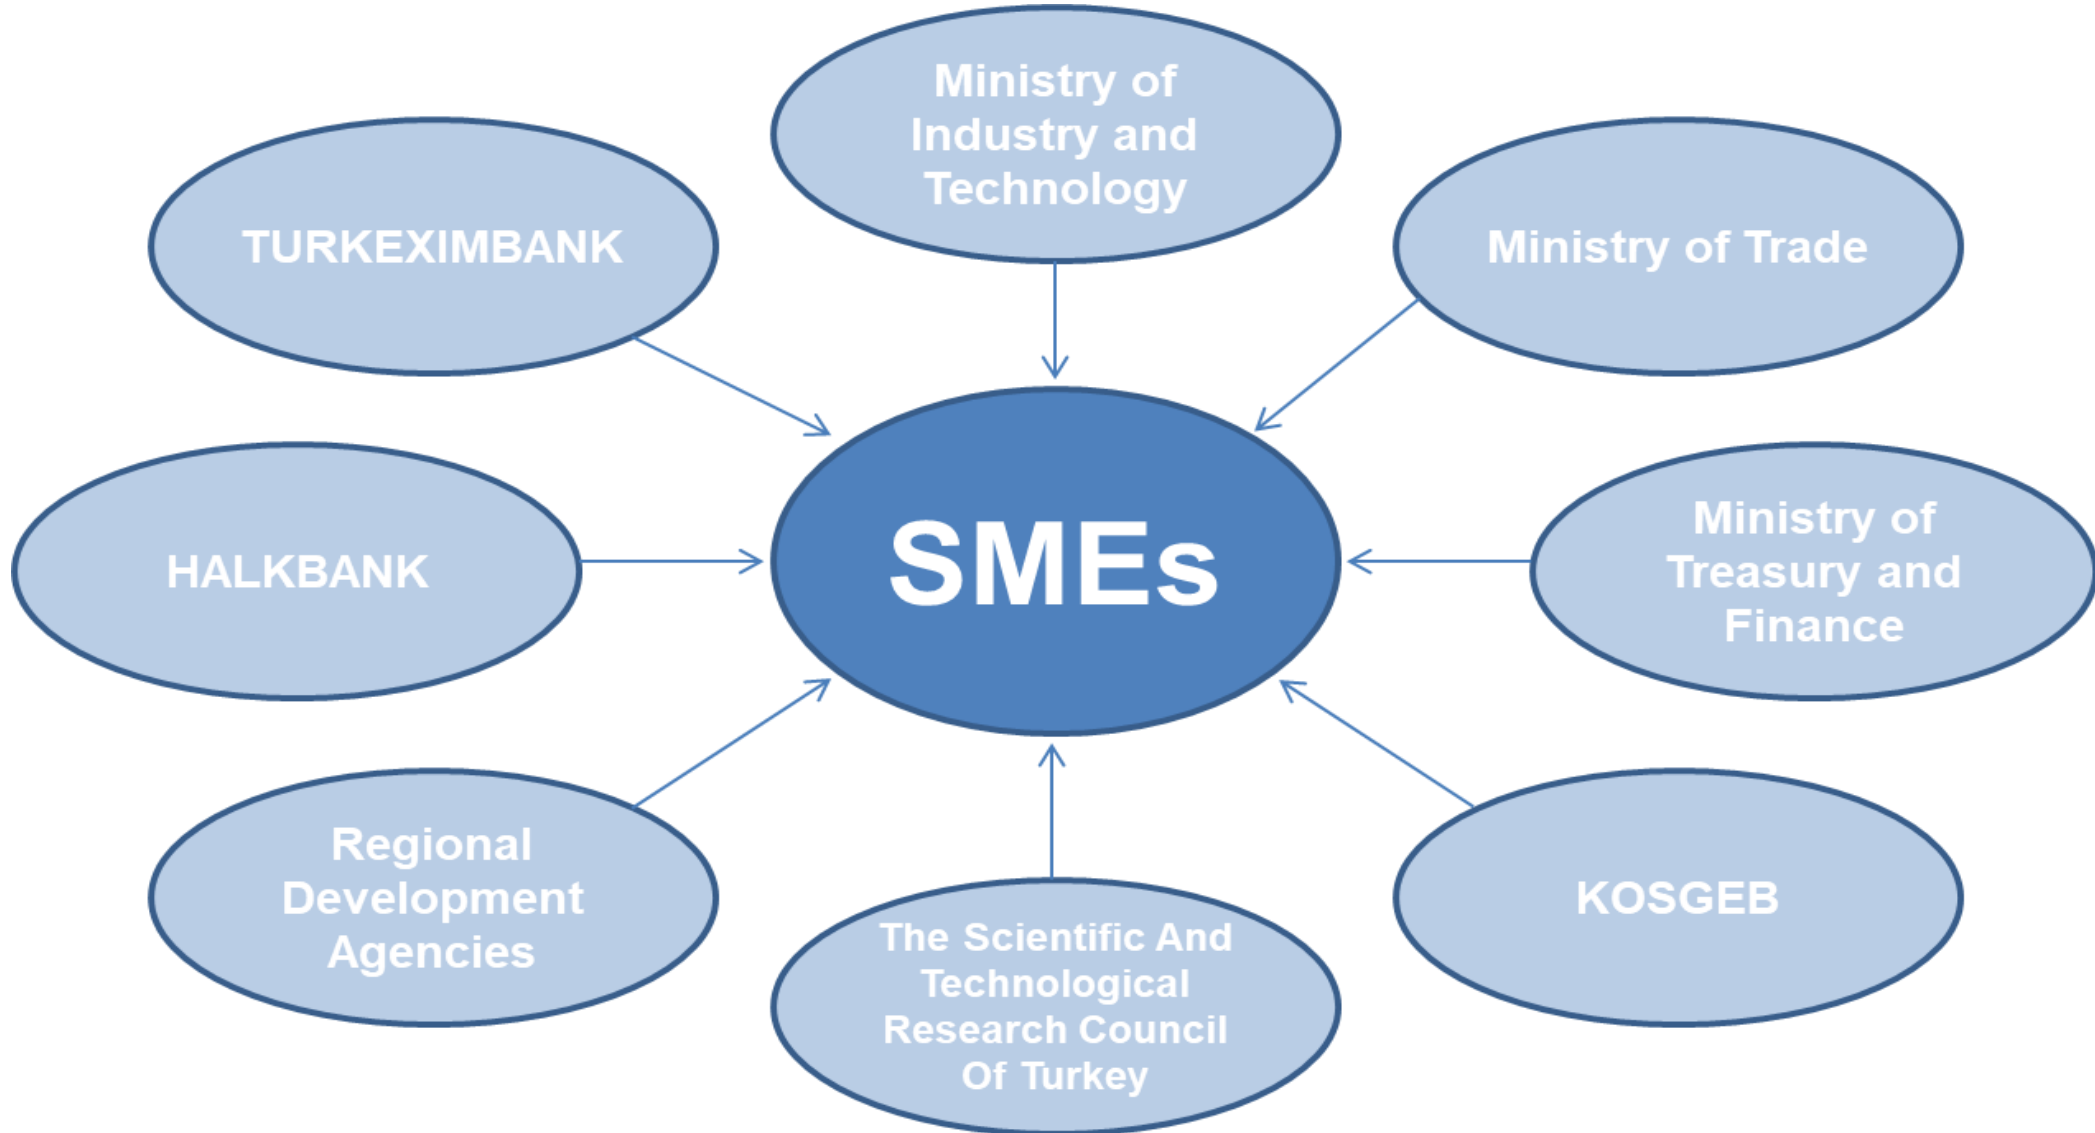 Ministry of
Industry and
Technology
TURKEXIMBANK
Ministry of Trade
SMEs
HALKBANK
Ministry of
Treasury and
Finance
Regional
Development
Agencies
KOSGEB
The Scientific And
Technological
Research Council
Of Turkey